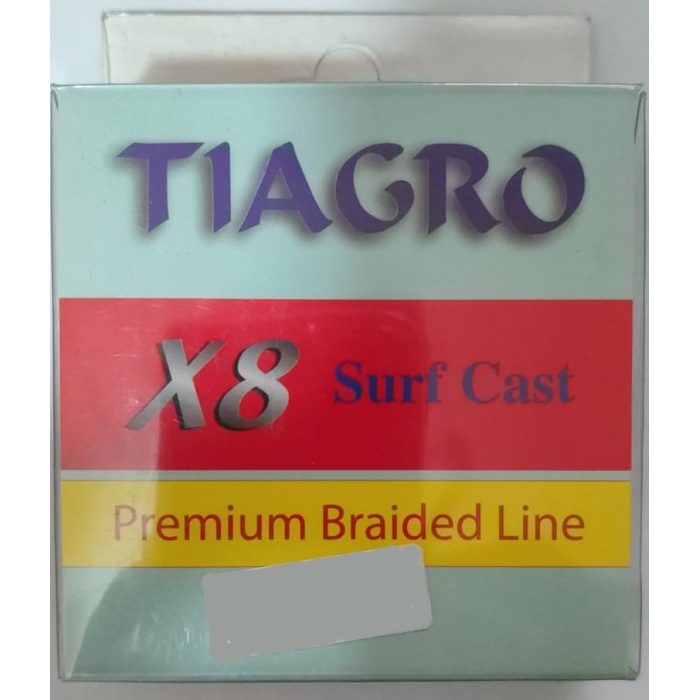 TIAGRO
X8 Surf Cast
Premium Braided Line